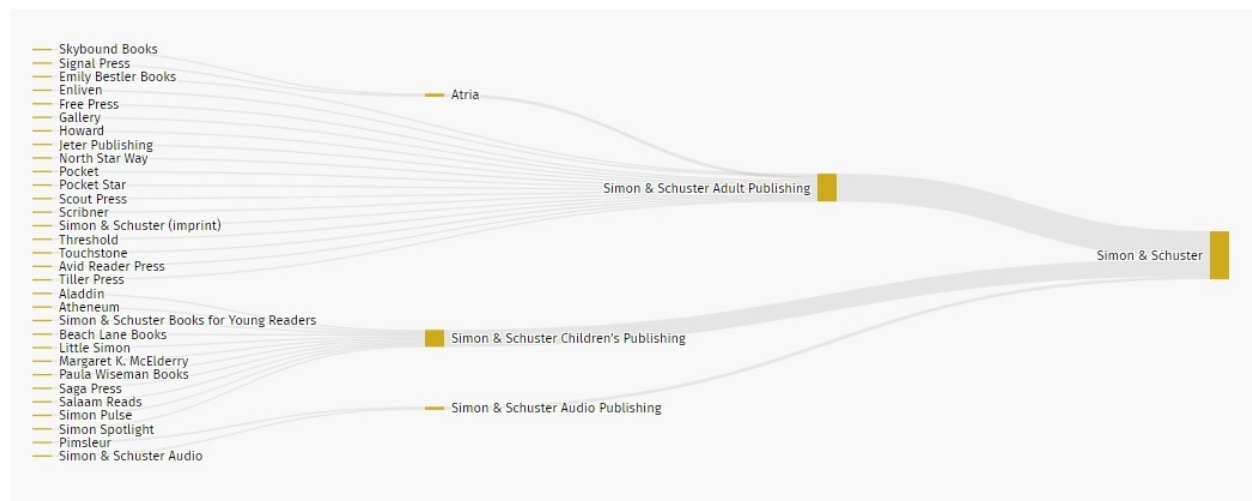 Skybound Books
Signal Press
Emily Bestler Books
Enliven
Free Press
Gallery
Howard
Jeter Publishing
North Star Way
Pocket
Pocket Star
Scout Press
Scribner
Simon & Schuster (imprint)
Threshold
Touchstone
Avid Reader Press
Tiller Press
Aladdin
Atheneum
Simon & Schuster Books for Young Readers
Beach Lane Books
Little Simon
Margaret K. McElderry
Paula Wiseman Books
Saga Press
Salaam Reads
Simon Pulse
Simon Spotlight
Pimsleur
Simon & Schuster Audio
Atria
Simon & Schuster Children's Publishing
Simon & Schuster Audio Publishing
Simon & Schuster Adult Publishing
Simon & Schuster